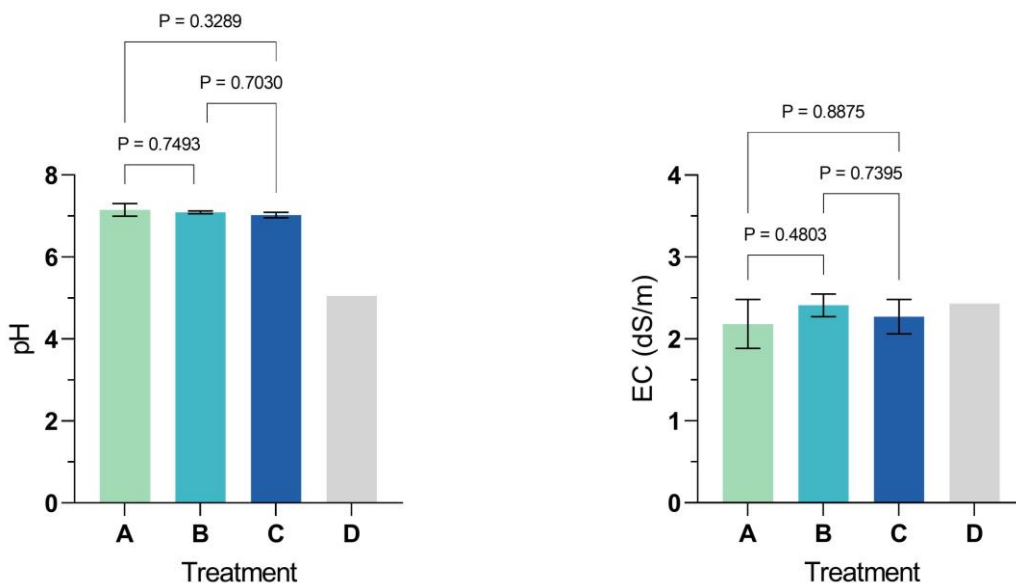 P = 0.3289
P = 0.7030
P = 0.7493
8
6
4
2
0
pH
A B C D
Treatment
P = 0.8875
P = 0.7395
P = 0.4803
4
3
2
1
0
EC (dS/m)
A B C D
Treatment